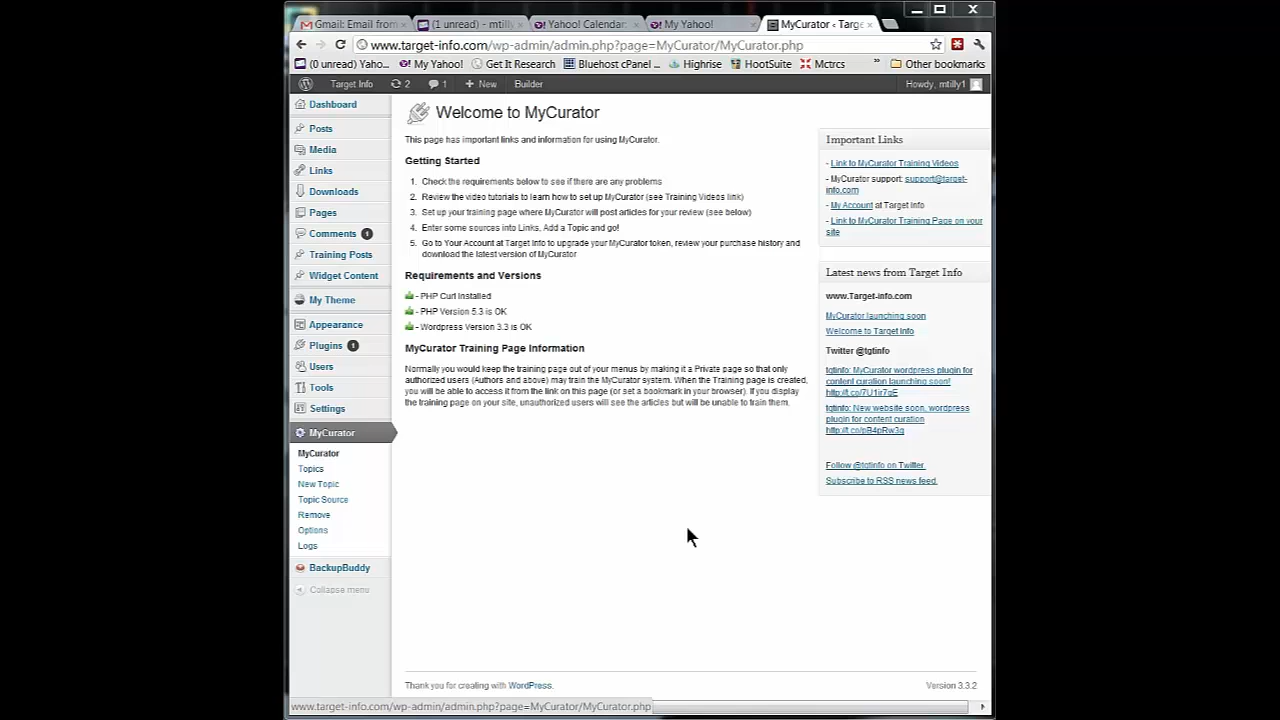 Gmail: Email from
(1 unread) - mtilly
Yahoo! Calendar:
My Yahoo!
MyCurator ‹ Targe
www.target-info.com/wp-admin/admin.php?page=MyCurator/MyCurator.php
(0 unread) Yaho...
My Yahoo!
Get It Research
Bluehost cPanel ...
Highrise
HootSuite
Mctrcs
»
Other bookmarks
Target Info
2
1
+ New
Builder
Howdy, mtilly1
Dashboard
Posts
Media
Links
Downloads
Pages
Comments 1
Training Posts
Widget Content
My Theme
Appearance
Plugins 1
Users
Tools
Settings
MyCurator
MyCurator
Topics
New Topic
Topic Source
Remove
Options
Logs
BackupBuddy
Collapse menu
Welcome to MyCurator
This page has important links and information for using MyCurator.
Getting Started
1. Check the requirements below to see if there are any problems
2. Review the video tutorials to learn how to set up MyCurator (see Training Videos link)
3. Set up your training page where MyCurator will post articles for your review (see below)
4. Enter some sources into Links, Add a Topic and go!
5. Go to Your Account at Target Info to upgrade your MyCurator token, review your purchase history and
download the latest version of MyCurator
Requirements and Versions
- PHP Curl Installed
- PHP Version 5.3 is OK
- Wordpress Version 3.3 is OK
MyCurator Training Page Information
Normally you would keep the training page out of your menus by making it a Private page so that only
authorized users (Authors and above) may train the MyCurator system. When the Training page is created,
you will be able to access it from the link on this page (or set a bookmark in your browser). If you display
the training page on your site, unauthorized users will see the articles but will be unable to train them.
Important Links
- Link to MyCurator Training Videos
- MyCurator support: support@target-
info.com
- My Account at Target Info
- Link to MyCurator Training Page on your
site
Latest news from Target Info
www.Target-info.com
MyCurator launching soon
Welcome to Target Info
Twitter @tgtinfo
tgtinfo: MyCurator wordpress plugin for
content curation launching soon!
http://t.co/7U1ir7qE
tgtinfo: New website soon, wordpress
plugin for content curation
http://t.co/pB4pRw3g
Follow @tgtinfo on Twitter.
Subscribe to RSS news feed.
Thank you for creating with WordPress.
Version 3.3.2
www.target-info.com/wp-admin/admin.php?page=MyCurator/MyCurator.php